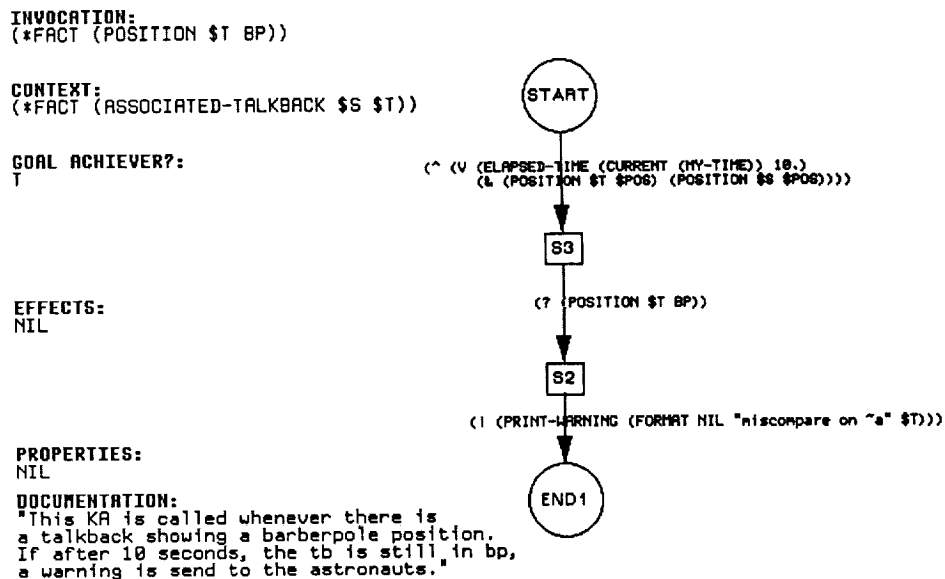 INVOCATION:
(*FACT (POSITION $T BP))
CONTEXT:
(*FACT (ASSOCIATED-TALKBACK $S $T))
GOAL ACHIEVER?:
T
EFFECTS:
NIL
PROPERTIES:
NIL
DOCUMENTATION:
"This KA is called whenever there is
a talkback showing a barberpole position.
If after 10 seconds, the tb is still in bp,
a warning is send to the astronauts."
START
(^ (V (ELAPSED-TIME (CURRENT (MY-TIME)) 10.)
(& (POSITION $T $POS) (POSITION $S $POS))))
S3
(? (POSITION $T BP))
S2
(! (PRINT-WARNING (FORMAT NIL "miscompare on ~a" $T)))
END1